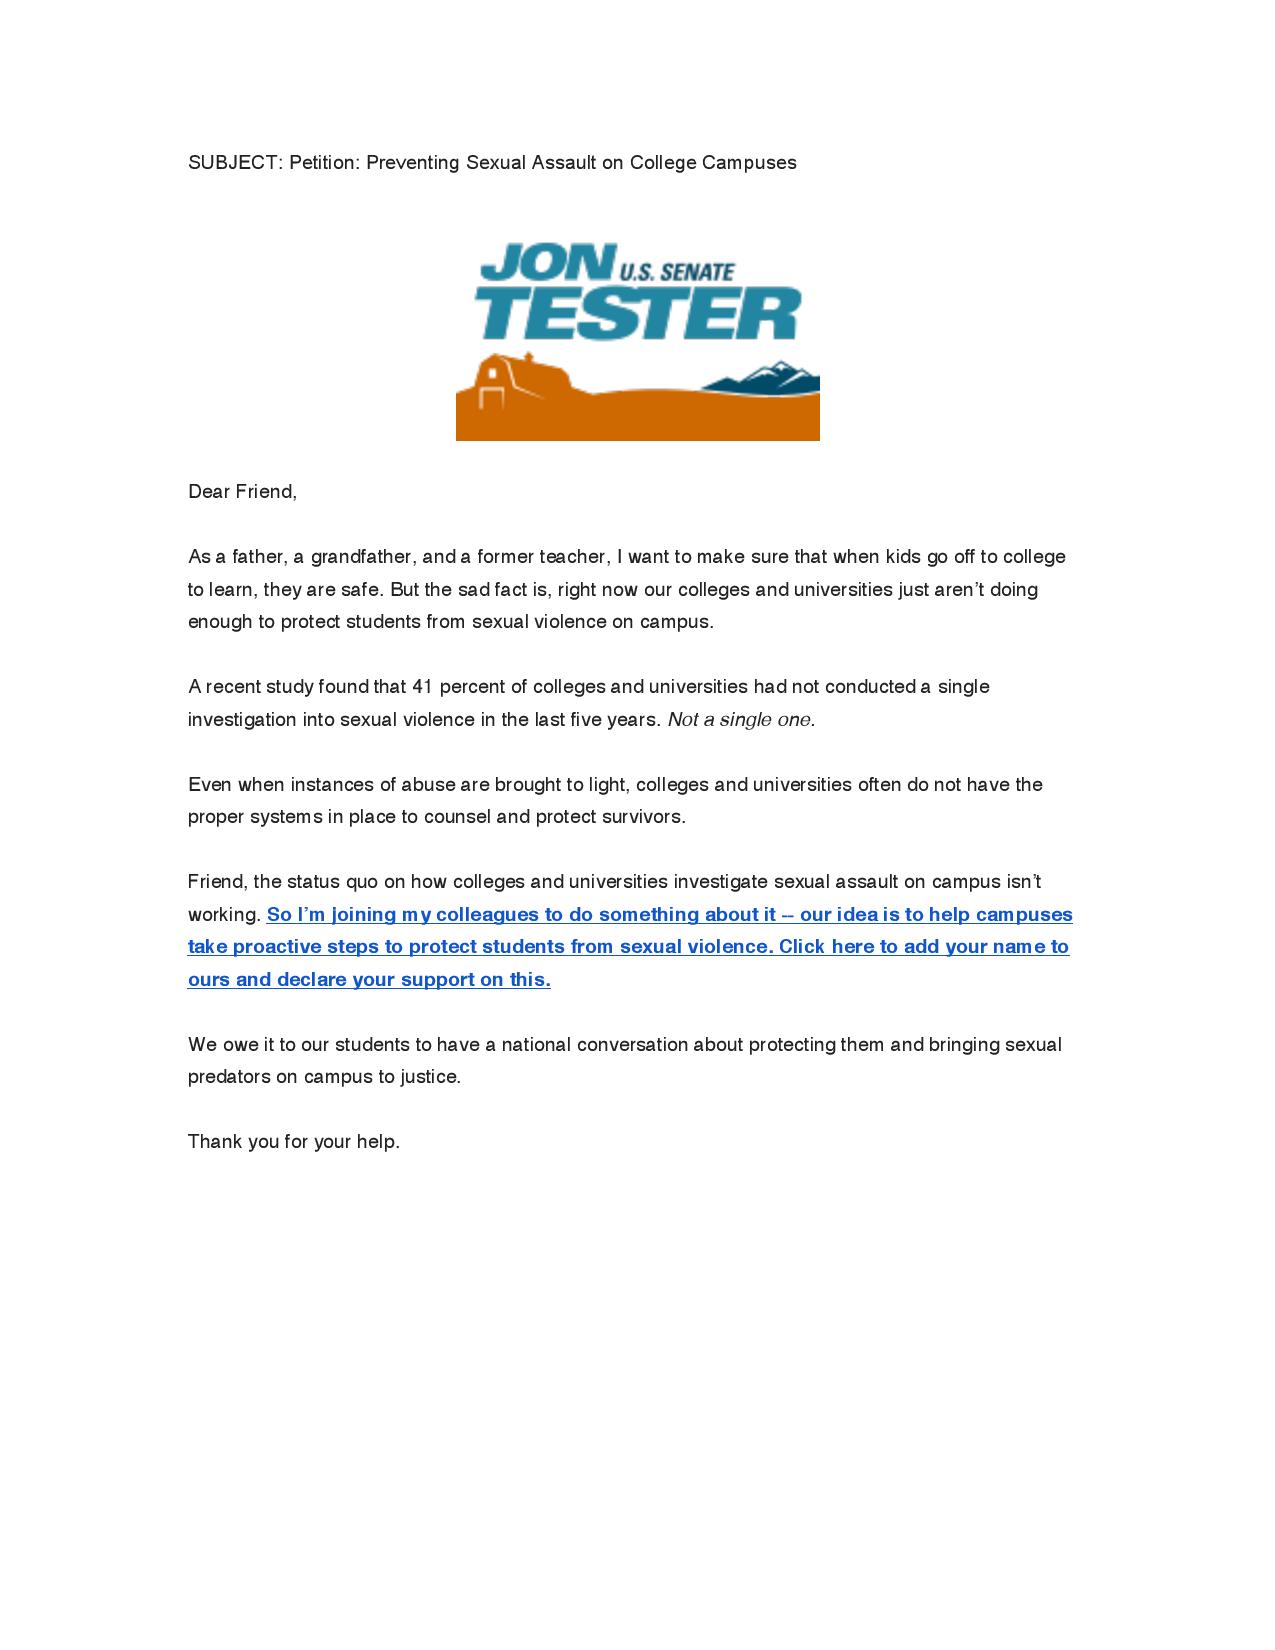 SUBJECT: Petition: Preventing Sexual Assault on College Campuses
JON U.S. SENATE
TESTER
Dear Friend,
As a father, a grandfather, and a former teacher, I want to make sure that when kids go off to college
to learn, they are safe. But the sad fact is, right now our colleges and universities just aren’t doing
enough to protect students from sexual violence on campus.
A recent study found that 41 percent of colleges and universities had not conducted a single
investigation into sexual violence in the last five years. Not a single one.
Even when instances of abuse are brought to light, colleges and universities often do not have the
proper systems in place to counsel and protect survivors.
Friend, the status quo on how colleges and universities investigate sexual assault on campus isn’t
working. So I’m joining my colleagues to do something about it -- our idea is to help campuses
take proactive steps to protect students from sexual violence. Click here to add your name to
ours and declare your support on this.
We owe it to our students to have a national conversation about protecting them and bringing sexual
predators on campus to justice.
Thank you for your help.